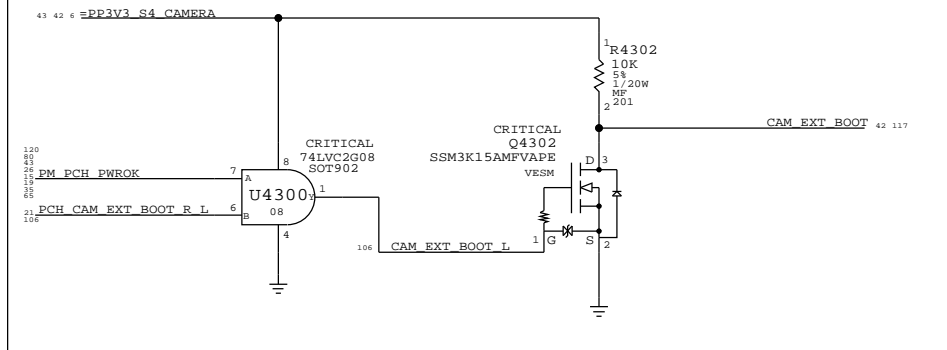 43 42 6 =PP3V3_S4_CAMERA
1
R4302
10K
5%
1/20W
MF
201
2
CAM_EXT_BOOT 42 117
CRITICAL
Q4302
SSM3K15AMFVAPE
VESM
D 3
1 G S 2
CRITICAL
74LVC2G08
SOT902
8
120
80
43
26
15
19
35
65
PM_PCH_PWROK 7 A
U4300 Y 1
08
21
106
PCH_CAM_EXT_BOOT_R_L 6 B
4
106 CAM_EXT_BOOT_L